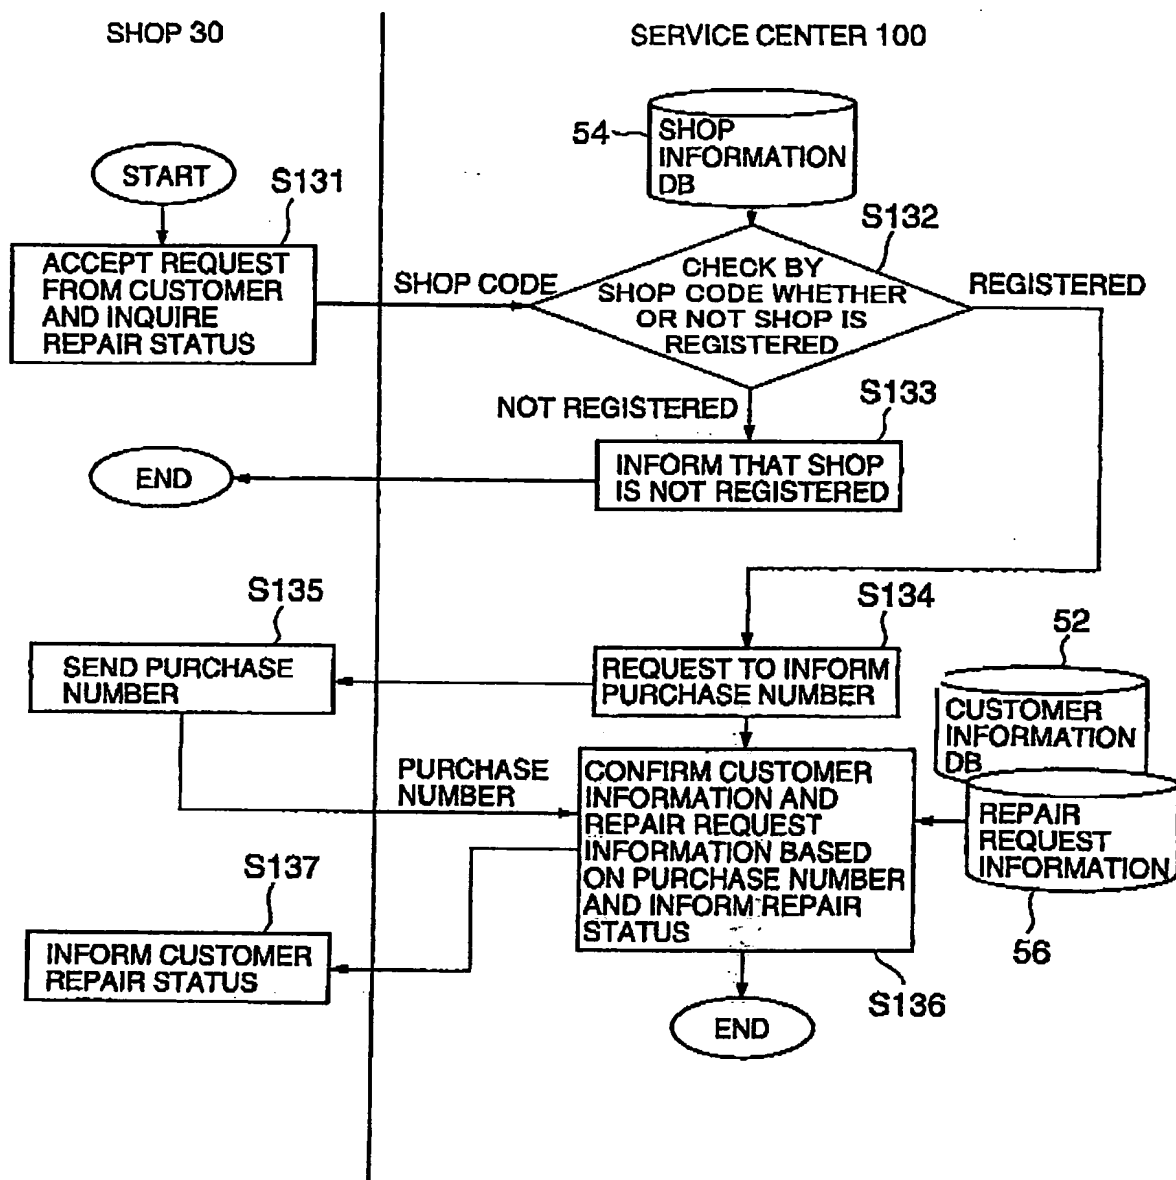 SHOP 30
SERVICE CENTER 100
54
SHOP
INFORMATION
DB
START
S131
S132
ACCEPT REQUEST
FROM CUSTOMER
AND INQUIRE
REPAIR STATUS
SHOP CODE
CHECK BY
SHOP CODE WHETHER
OR NOT SHOP IS
REGISTERED
REGISTERED
NOT REGISTERED
S133
END
INFORM THAT SHOP
IS NOT REGISTERED
S135
S134
52
SEND PURCHASE
NUMBER
REQUEST TO INFORM
PURCHASE NUMBER
CUSTOMER
INFORMATION
DB
PURCHASE
NUMBER
CONFIRM CUSTOMER
INFORMATION AND
REPAIR REQUEST
INFORMATION BASED
ON PURCHASE NUMBER
AND INFORM REPAIR
STATUS
REPAIR
REQUEST
INFORMATION
S137
56
INFORM CUSTOMER
REPAIR STATUS
S136
END